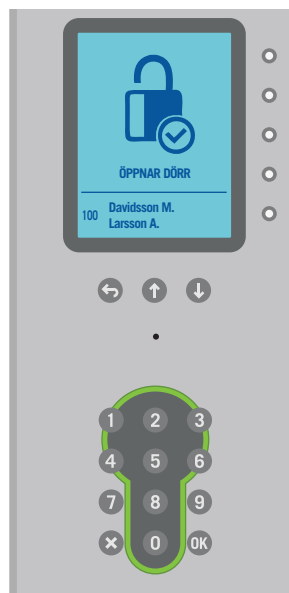 ÖPPNAR DÖRR
100 Davidsson M.
Larsson A.
1 2 3
4 5 6
7 8 9
0 OK